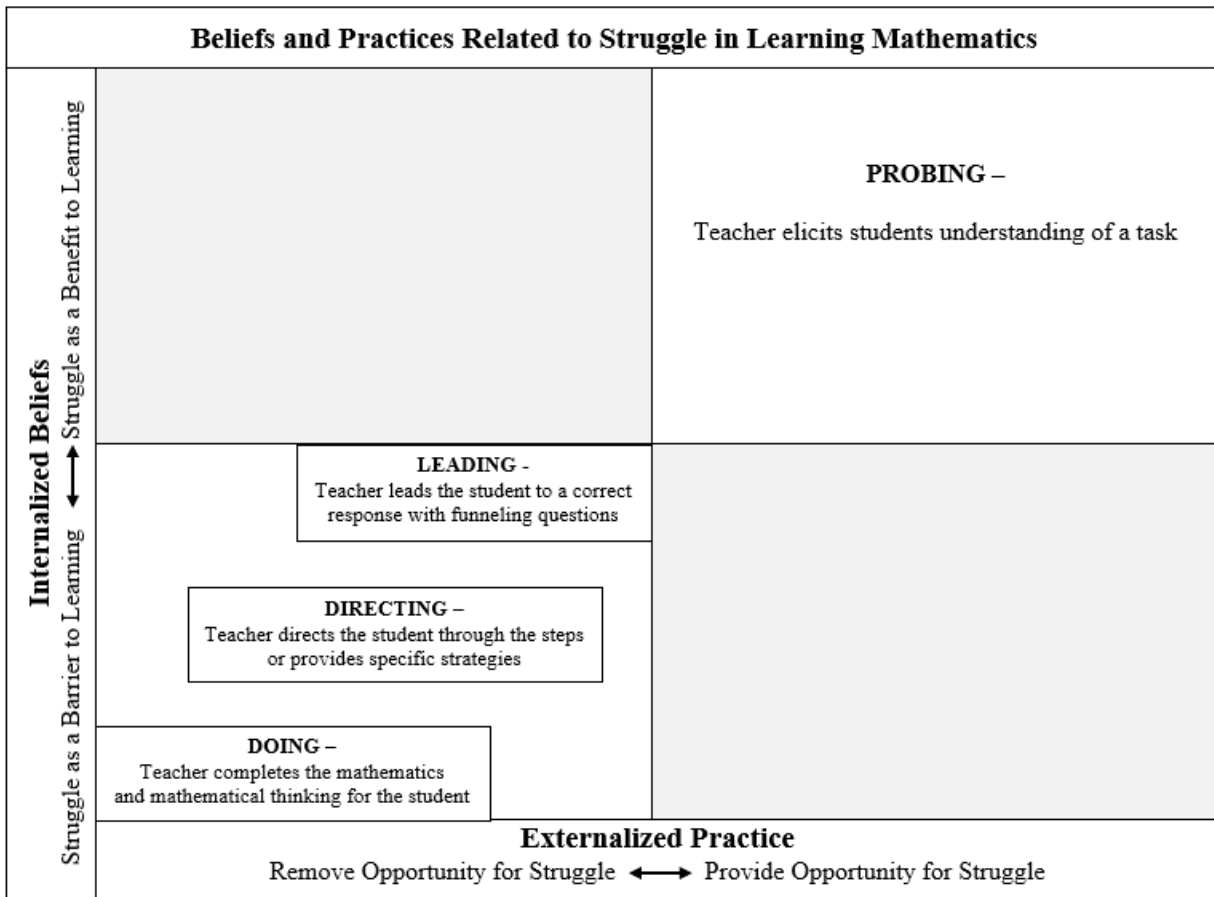 Beliefs and Practices Related to Struggle in Learning Mathematics
Internalized Beliefs
Struggle as a Barrier to Learning
Struggle as a Benefit to Learning
PROBING –
Teacher elicits students understanding of a task
LEADING -
Teacher leads the student to a correct
response with funneling questions
DIRECTING –
Teacher directs the student through the steps
or provides specific strategies
DOING –
Teacher completes the mathematics
and mathematical thinking for the student
Externalized Practice
Remove Opportunity for Struggle
Provide Opportunity for Struggle